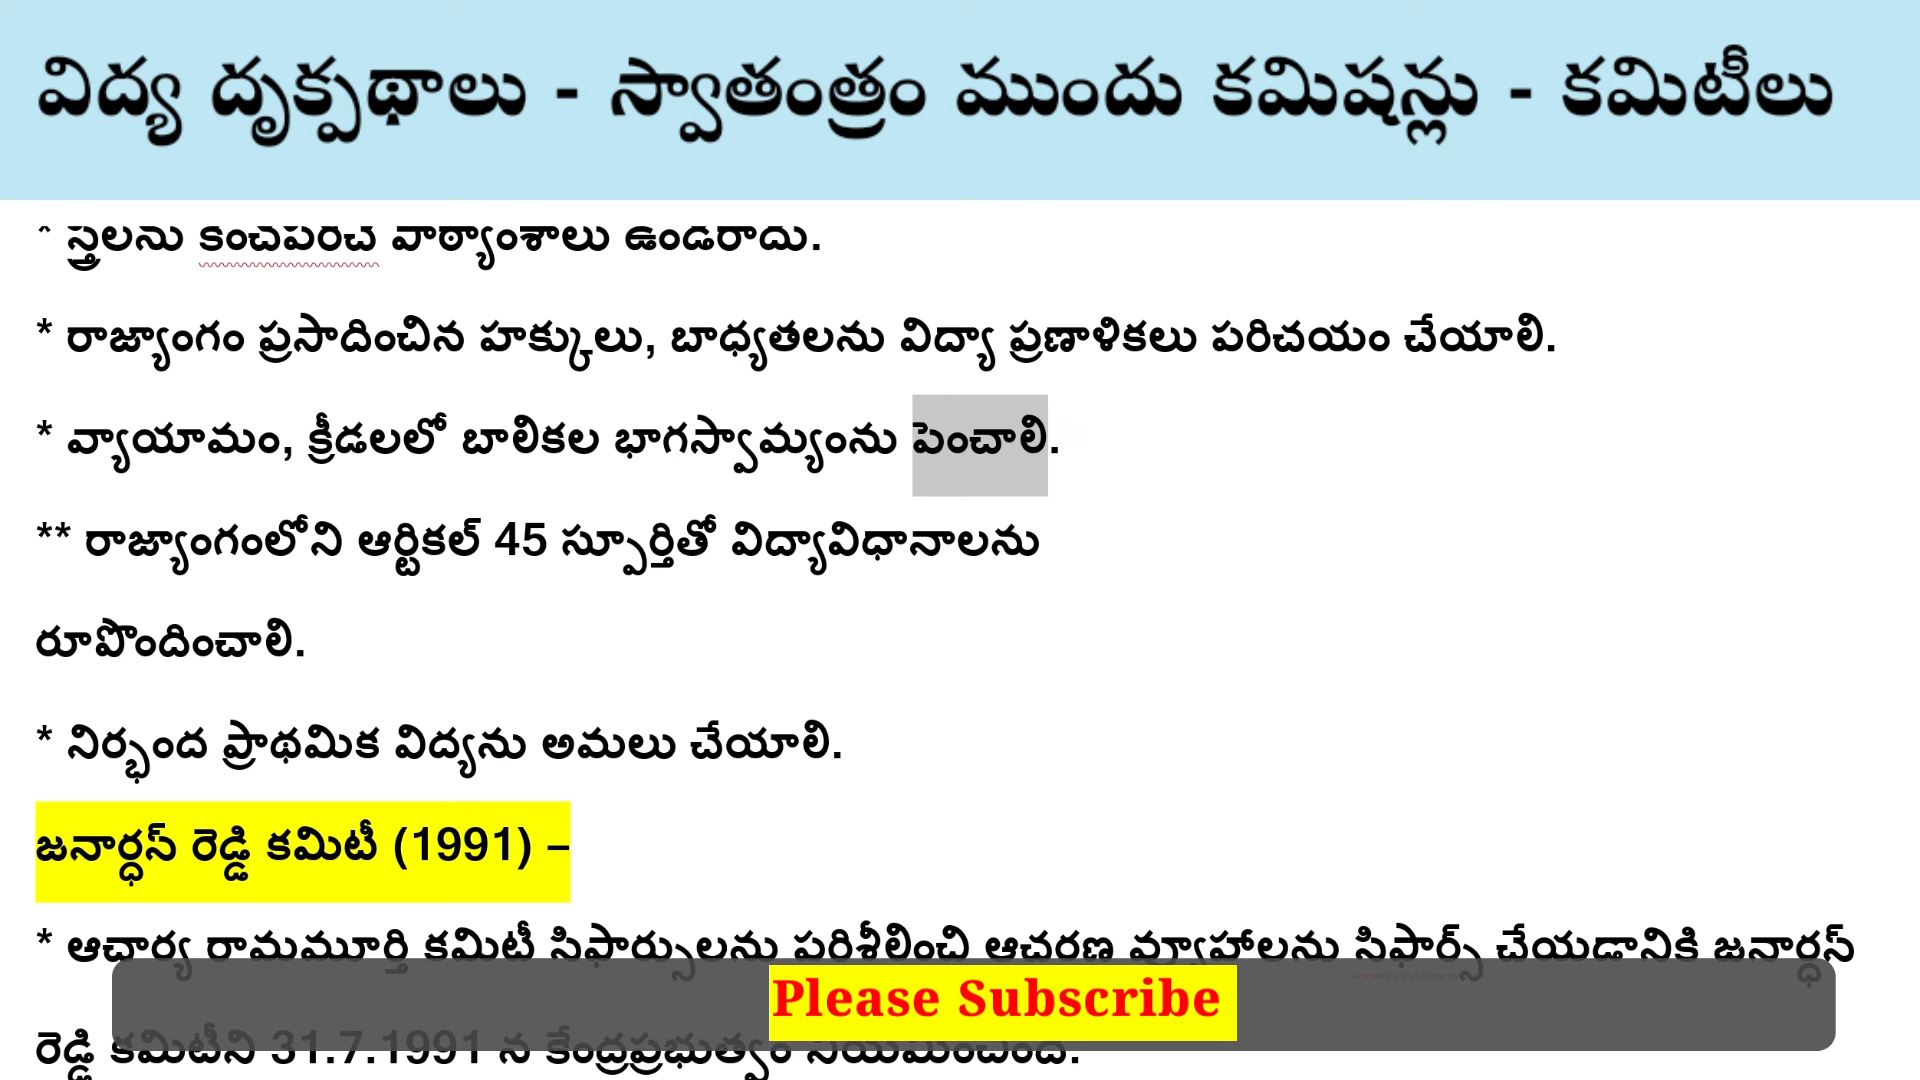 విద్య దృక్పథాలు - స్వాతంత్రం ముందు కమిషన్లు - కమిటీలు
* స్త్రీలను కించపరిచే పాఠ్యాంశాలు ఉండరాదు.
* రాజ్యాంగం ప్రసాదించిన హక్కులు, బాధ్యతలను విద్యా ప్రణాళికలు పరిచయం చేయాలి.
* వ్యాయామం, క్రీడలలో బాలికల భాగస్వామ్యంను పెంచాలి.
** రాజ్యాంగంలోని ఆర్టికల్ 45 స్పూర్తితో విద్యావిధానాలను
రూపొందించాలి.
* నిర్భంద ప్రాథమిక విద్యను అమలు చేయాలి.
జనార్ధన్ రెడ్డి కమిటీ (1991) –
* ఆచార్య రామమూర్తి కమిటీ సిఫార్సులను పరిశీలించి ఆచరణ వ్యూహాలను సిఫార్స్ చేయడానికి జనార్ధన్
రెడ్డి కమిటీని 31.7.1991 న కేంద్రప్రభుత్వం నియమించింది.
Please Subscribe